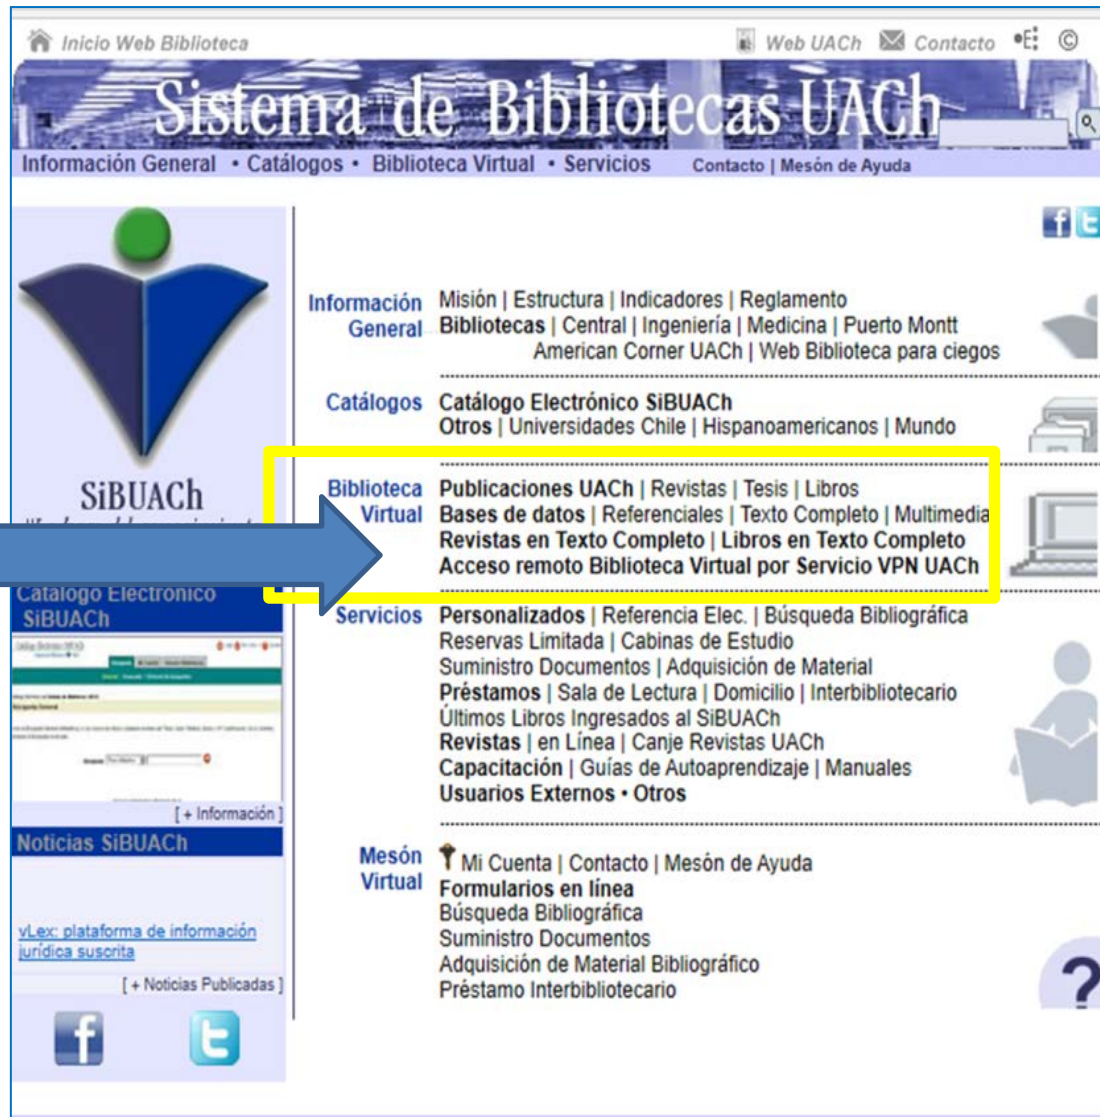 Inicio Web Biblioteca
Web UACh Contacto
Sistema de Bibliotecas UACh
Información General • Catálogos • Biblioteca Virtual • Servicios Contacto | Mesón de Ayuda
SiBUACh
Catálogo Electrónico
SiBUACh
[ + Información ]
Noticias SiBUACh
vLex: plataforma de información
jurídica suscrita
[ + Noticias Publicadas ]
Información General
Misión | Estructura | Indicadores | Reglamento
Bibliotecas | Central | Ingeniería | Medicina | Puerto Montt
American Corner UACh | Web Biblioteca para ciegos
Catálogos
Catálogo Electrónico SiBUACh
Otros | Universidades Chile | Hispanoamericanos | Mundo
Biblioteca Virtual
Publicaciones UACh | Revistas | Tesis | Libros
Bases de datos | Referenciales | Texto Completo | Multimedia
Revistas en Texto Completo | Libros en Texto Completo
Acceso remoto Biblioteca Virtual por Servicio VPN UACh
Servicios
Personalizados | Referencia Elec. | Búsqueda Bibliográfica
Reservas Limitada | Cabinas de Estudio
Suministro Documentos | Adquisición de Material
Préstamos | Sala de Lectura | Domicilio | Interbibliotecario
Últimos Libros Ingresados al SiBUACh
Revistas | en Línea | Canje Revistas UACh
Capacitación | Guías de Autoaprendizaje | Manuales
Usuarios Externos • Otros
Mesón Virtual
Mi Cuenta | Contacto | Mesón de Ayuda
Formularios en línea
Búsqueda Bibliográfica
Suministro Documentos
Adquisición de Material Bibliográfico
Préstamo Interbibliotecario